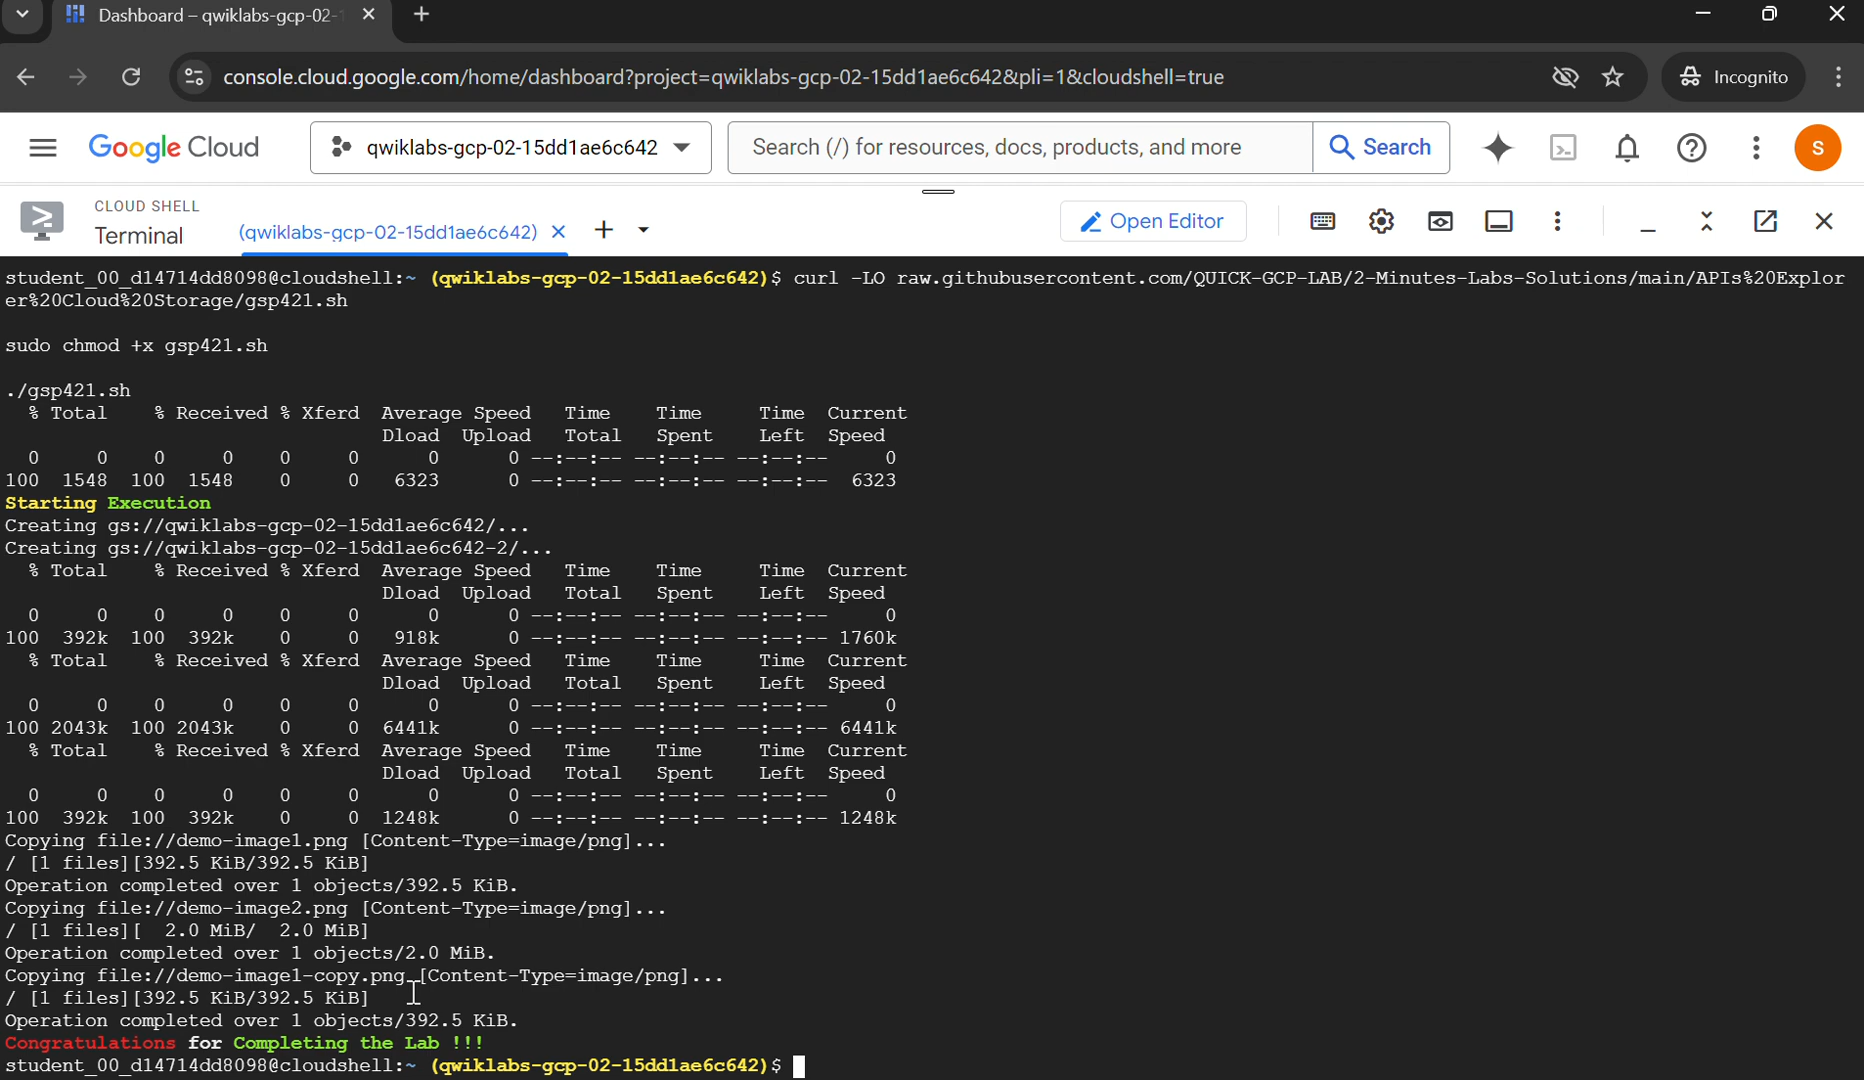 Dashboard – qwiklabs-gcp-02-1
console.cloud.google.com/home/dashboard?project=qwiklabs-gcp-02-15dd1ae6c642&pli=1&cloudshell=true
Incognito
Google Cloud
qwiklabs-gcp-02-15dd1ae6c642
Search (/) for resources, docs, products, and more
Search
S
CLOUD SHELL
Terminal
(qwiklabs-gcp-02-15dd1ae6c642)
Open Editor
student_00_d14714dd8098@cloudshell:~ (qwiklabs-gcp-02-15dd1ae6c642)$ curl -LO raw.githubusercontent.com/QUICK-GCP-LAB/2-Minutes-Labs-Solutions/main/APIs%20Explor
er%20Cloud%20Storage/gsp421.sh
sudo chmod +x gsp421.sh
./gsp421.sh
% Total % Received % Xferd Average Speed Time Time Time Current
Dload Upload Total Spent Left Speed
0 0 0 0 0 0 0 0 --:--:-- --:--:-- --:--:-- 0
100 1548 100 1548 0 0 6323 0 --:--:-- --:--:-- --:--:-- 6323
Starting Execution
Creating gs://qwiklabs-gcp-02-15dd1ae6c642/...
Creating gs://qwiklabs-gcp-02-15dd1ae6c642-2/...
% Total % Received % Xferd Average Speed Time Time Time Current
Dload Upload Total Spent Left Speed
0 0 0 0 0 0 0 0 --:--:-- --:--:-- --:--:-- 0
100 392k 100 392k 0 0 918k 0 --:--:-- --:--:-- --:--:-- 1760k
% Total % Received % Xferd Average Speed Time Time Time Current
Dload Upload Total Spent Left Speed
0 0 0 0 0 0 0 0 --:--:-- --:--:-- --:--:-- 0
100 2043k 100 2043k 0 0 6441k 0 --:--:-- --:--:-- --:--:-- 6441k
% Total % Received % Xferd Average Speed Time Time Time Current
Dload Upload Total Spent Left Speed
0 0 0 0 0 0 0 0 --:--:-- --:--:-- --:--:-- 0
100 392k 100 392k 0 0 1248k 0 --:--:-- --:--:-- --:--:-- 1248k
Copying file://demo-image1.png [Content-Type=image/png]...
/ [1 files][392.5 KiB/392.5 KiB]
Operation completed over 1 objects/392.5 KiB.
Copying file://demo-image2.png [Content-Type=image/png]...
/ [1 files][ 2.0 MiB/ 2.0 MiB]
Operation completed over 1 objects/2.0 MiB.
Copying file://demo-image1-copy.png [Content-Type=image/png]...
/ [1 files][392.5 KiB/392.5 KiB]
Operation completed over 1 objects/392.5 KiB.
Congratulations for Completing the Lab !!!
student_00_d14714dd8098@cloudshell:~ (qwiklabs-gcp-02-15dd1ae6c642)$